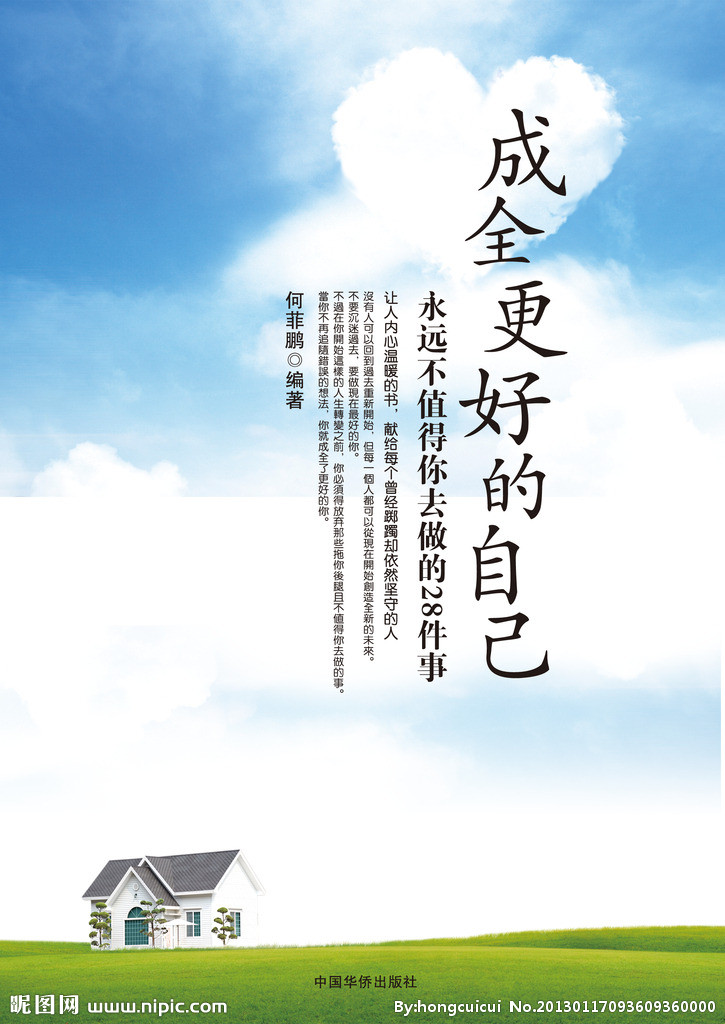 成全更好的自己
永远不值得你去做的28件事
让人内心温暖的书，献给每个曾经踯躅却依然坚守的人
沒有人可以回到過去重新開始，但每一個人都可以從現在開始創造全新的未來。
不要沉迷過去，要做現在最好的你。
不過在你開始這樣的人生轉變之前，你必須得放弃那些拖你後腿且不值得你去做的事。
當你不再追隨錯誤的想法，你就成全了更好的你。
何菲鹏◎编著
中国华侨出版社
昵图网 www.nipic.com
By:hongcuicui No.20130117093609360000